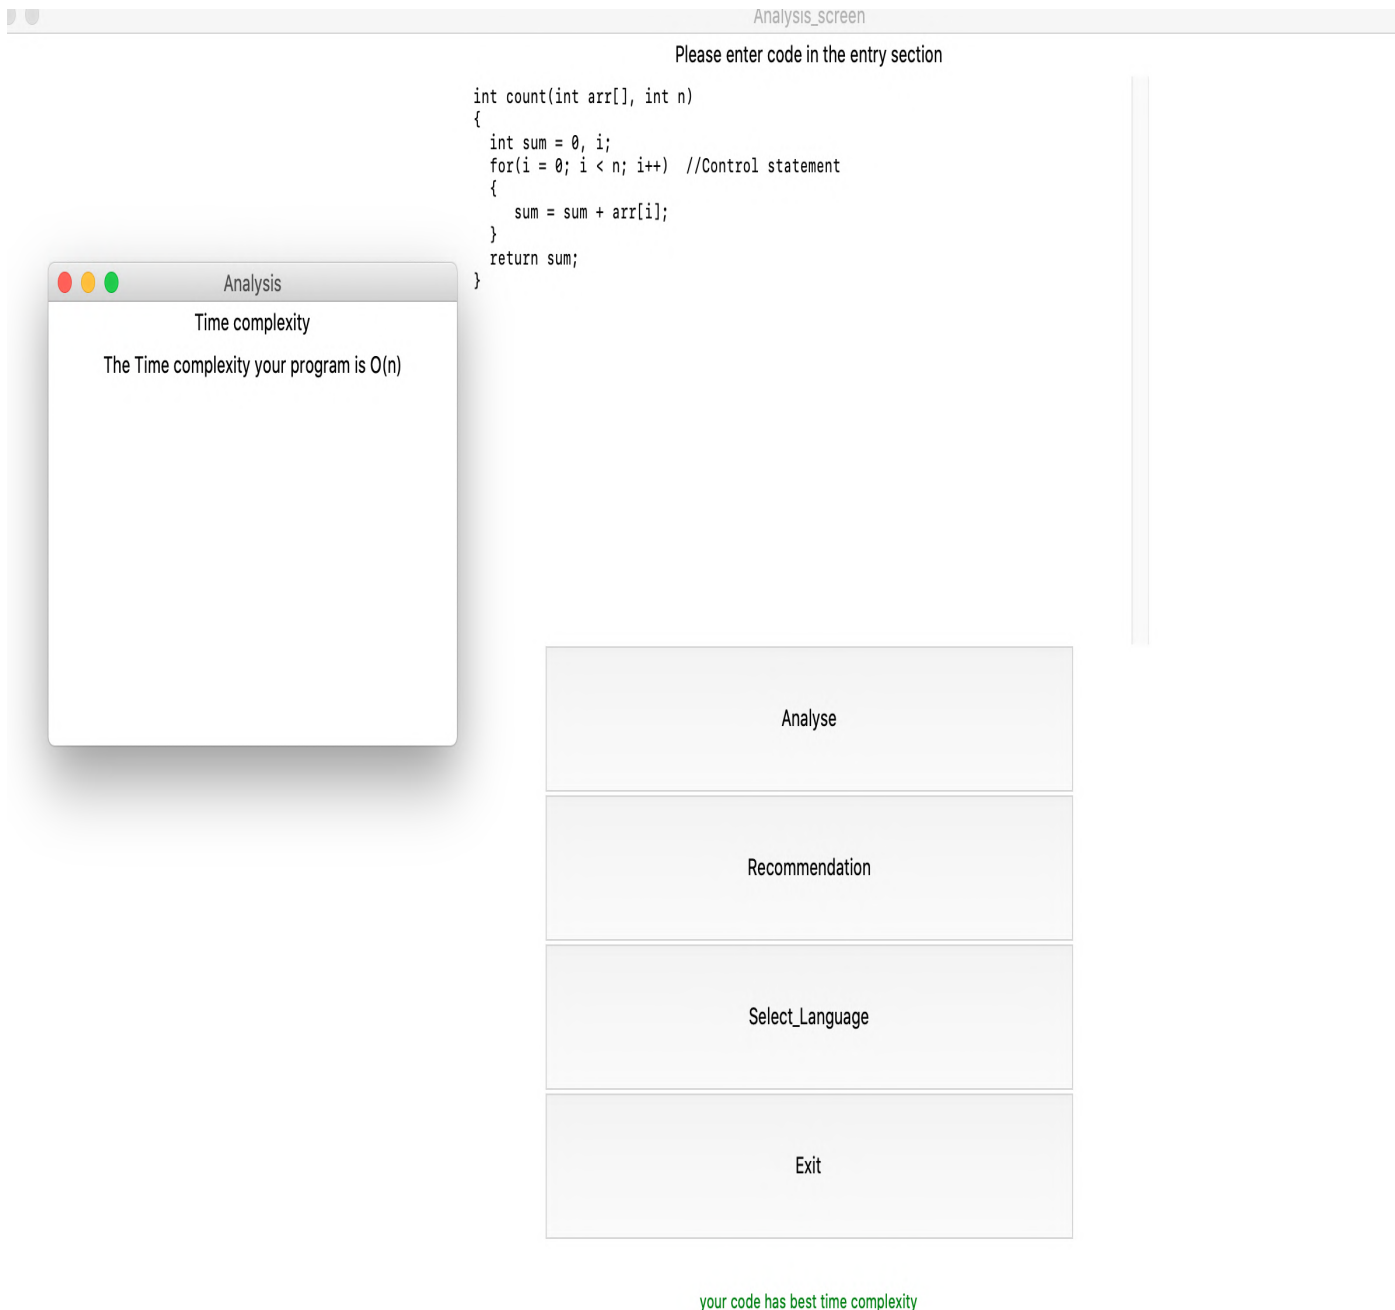 Analysis_screen
Please enter code in the entry section
int count(int arr[], int n)
{
  int sum = 0, i;
  for(i = 0; i < n; i++)  //Control statement
  {
     sum = sum + arr[i];
  }
  return sum;
}
Analysis
Time complexity
The Time complexity your program is O(n)
Analyse
Recommendation
Select_Language
Exit
your code has best time complexity